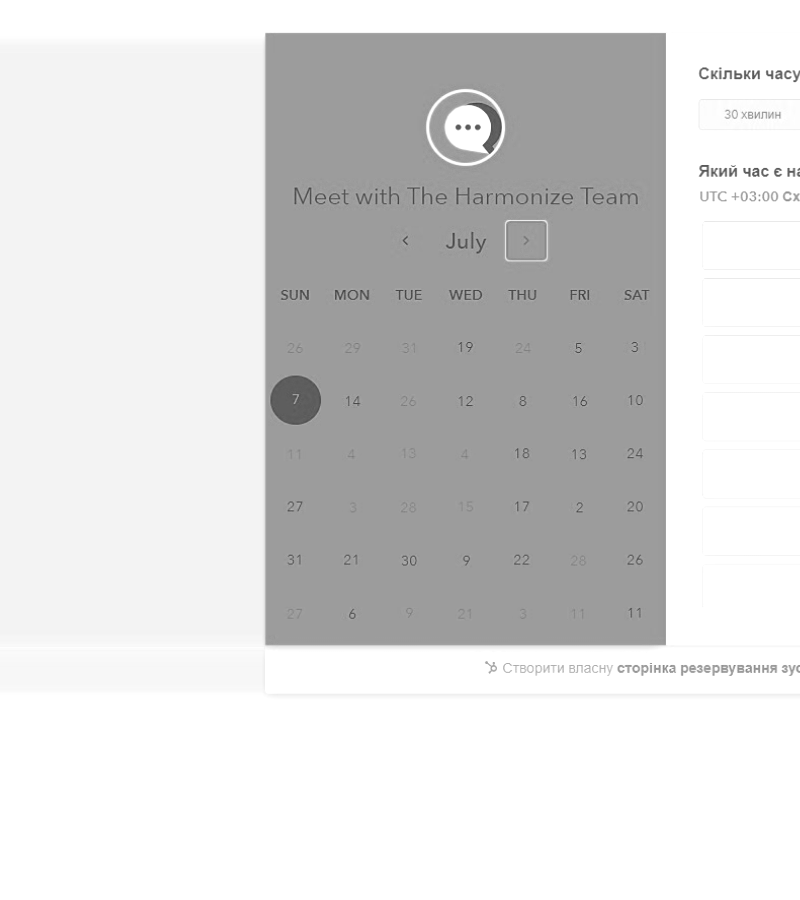 Meet with The Harmonize Team
July
SUN MON TUE WED THU FRI SAT
26 29 31 19 24 5 3
7 14 26 12 8 16 10
11 4 13 4 18 13 24
27 3 28 15 17 2 20
31 21 30 9 22 28 26
27 6 9 21 3 11 11
Скільки часу
30 хвилин
Який час є на
UTC +03:00 Сх
Створити власну сторінка резервування зус